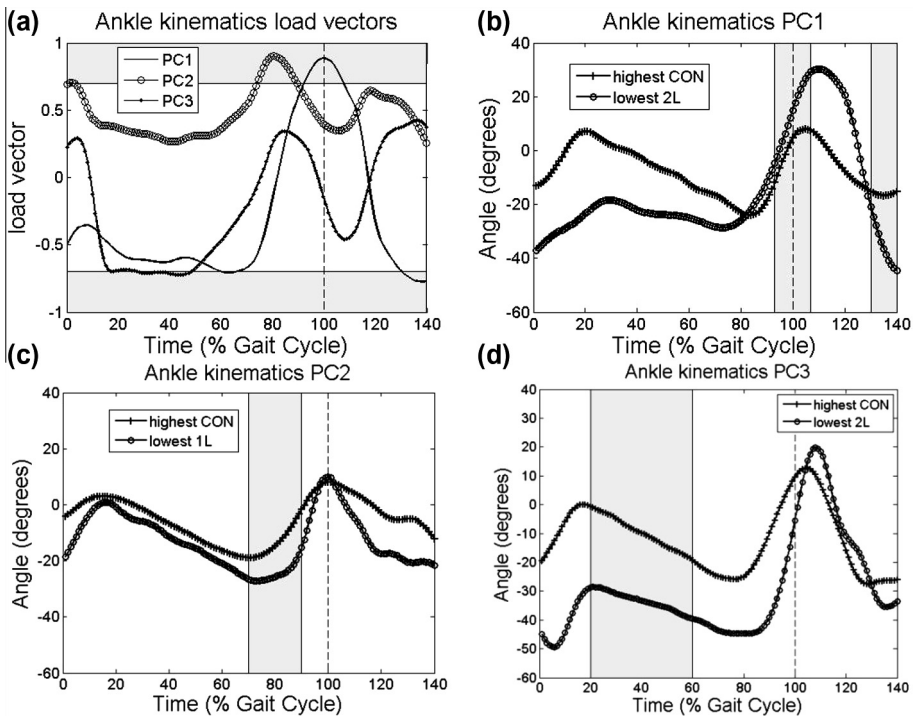 (a)
Ankle kinematics load vectors
PC1
PC2
PC3
load vector
1
0.5
0
-0.5
-1
0 20 40 60 80 100 120 140
Time (% Gait Cycle)
(b)
Ankle kinematics PC1
highest CON
lowest 2L
Angle (degrees)
40
20
0
-20
-40
-60
0 20 40 60 80 100 120 140
Time (% Gait Cycle)
(c)
Ankle kinematics PC2
highest CON
lowest 1L
Angle (degrees)
40
20
0
-20
-40
-60
0 20 40 60 80 100 120 140
Time (% Gait Cycle)
(d)
Ankle kinematics PC3
highest CON
lowest 2L
Angle (degrees)
40
30
20
10
0
-10
-20
-30
-40
-50
-60
0 20 40 60 80 100 120 140
Time (% Gait Cycle)